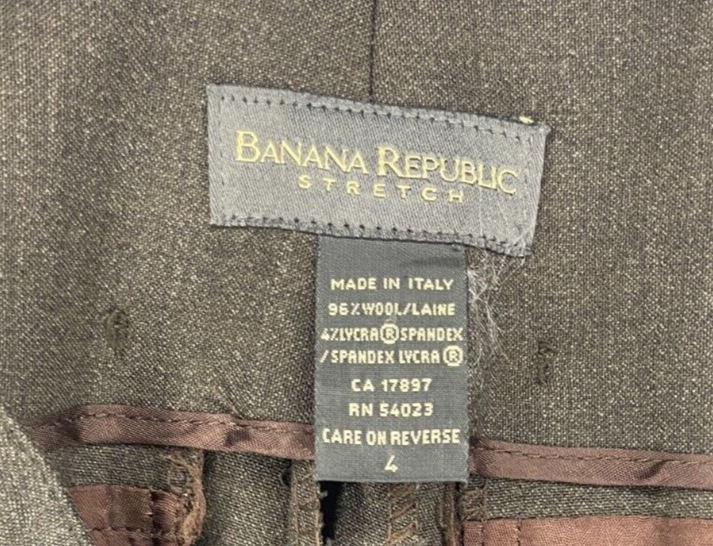 BANANA REPUBLIC
STRETCH
MADE IN ITALY
96% WOOL/LAINE
4% LYCRA® SPANDEX
/SPANDEX LYCRA®
CA 17897
RN 54023
CARE ON REVERSE
4